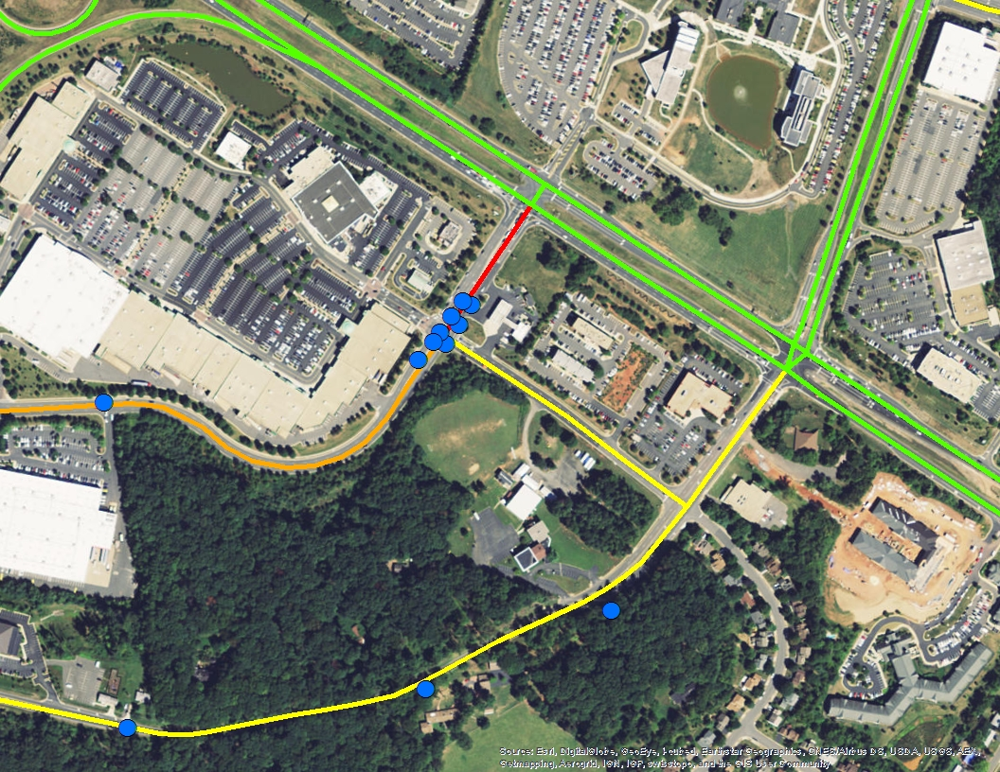 Source: Esri, DigitalGlobe, GeoEye, i-cubed, Earthstar Geographics, CNES/Airbus DS, USDA, USGS, AEX,
Getmapping, Aerogrid, IGN, IGP, swisstopo, and the GIS User Community